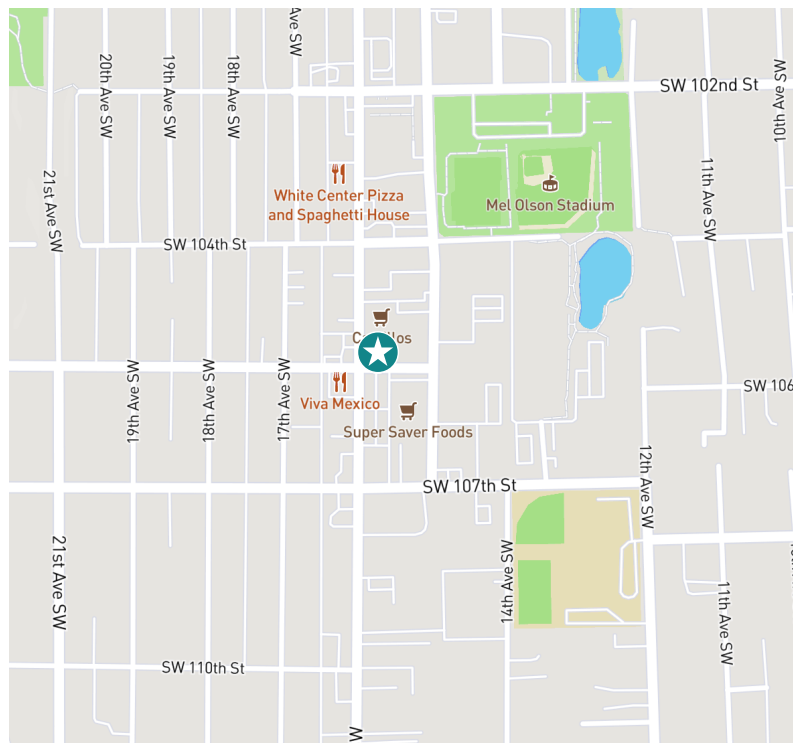 Ave SW
20th Ave SW
19th Ave SW
18th Ave SW
SW 102nd St
10th Ave SW
11th Ave SW
21st Ave SW
White Center Pizza
and Spaghetti House
Mel Olson Stadium
SW 104th St
19th Ave SW
18th Ave SW
17th Ave SW
Viva Mexico
Super Saver Foods
SW 106
12th Ave SW
SW 107th St
21st Ave SW
14th Ave SW
11th Ave SW
SW 110th St
W